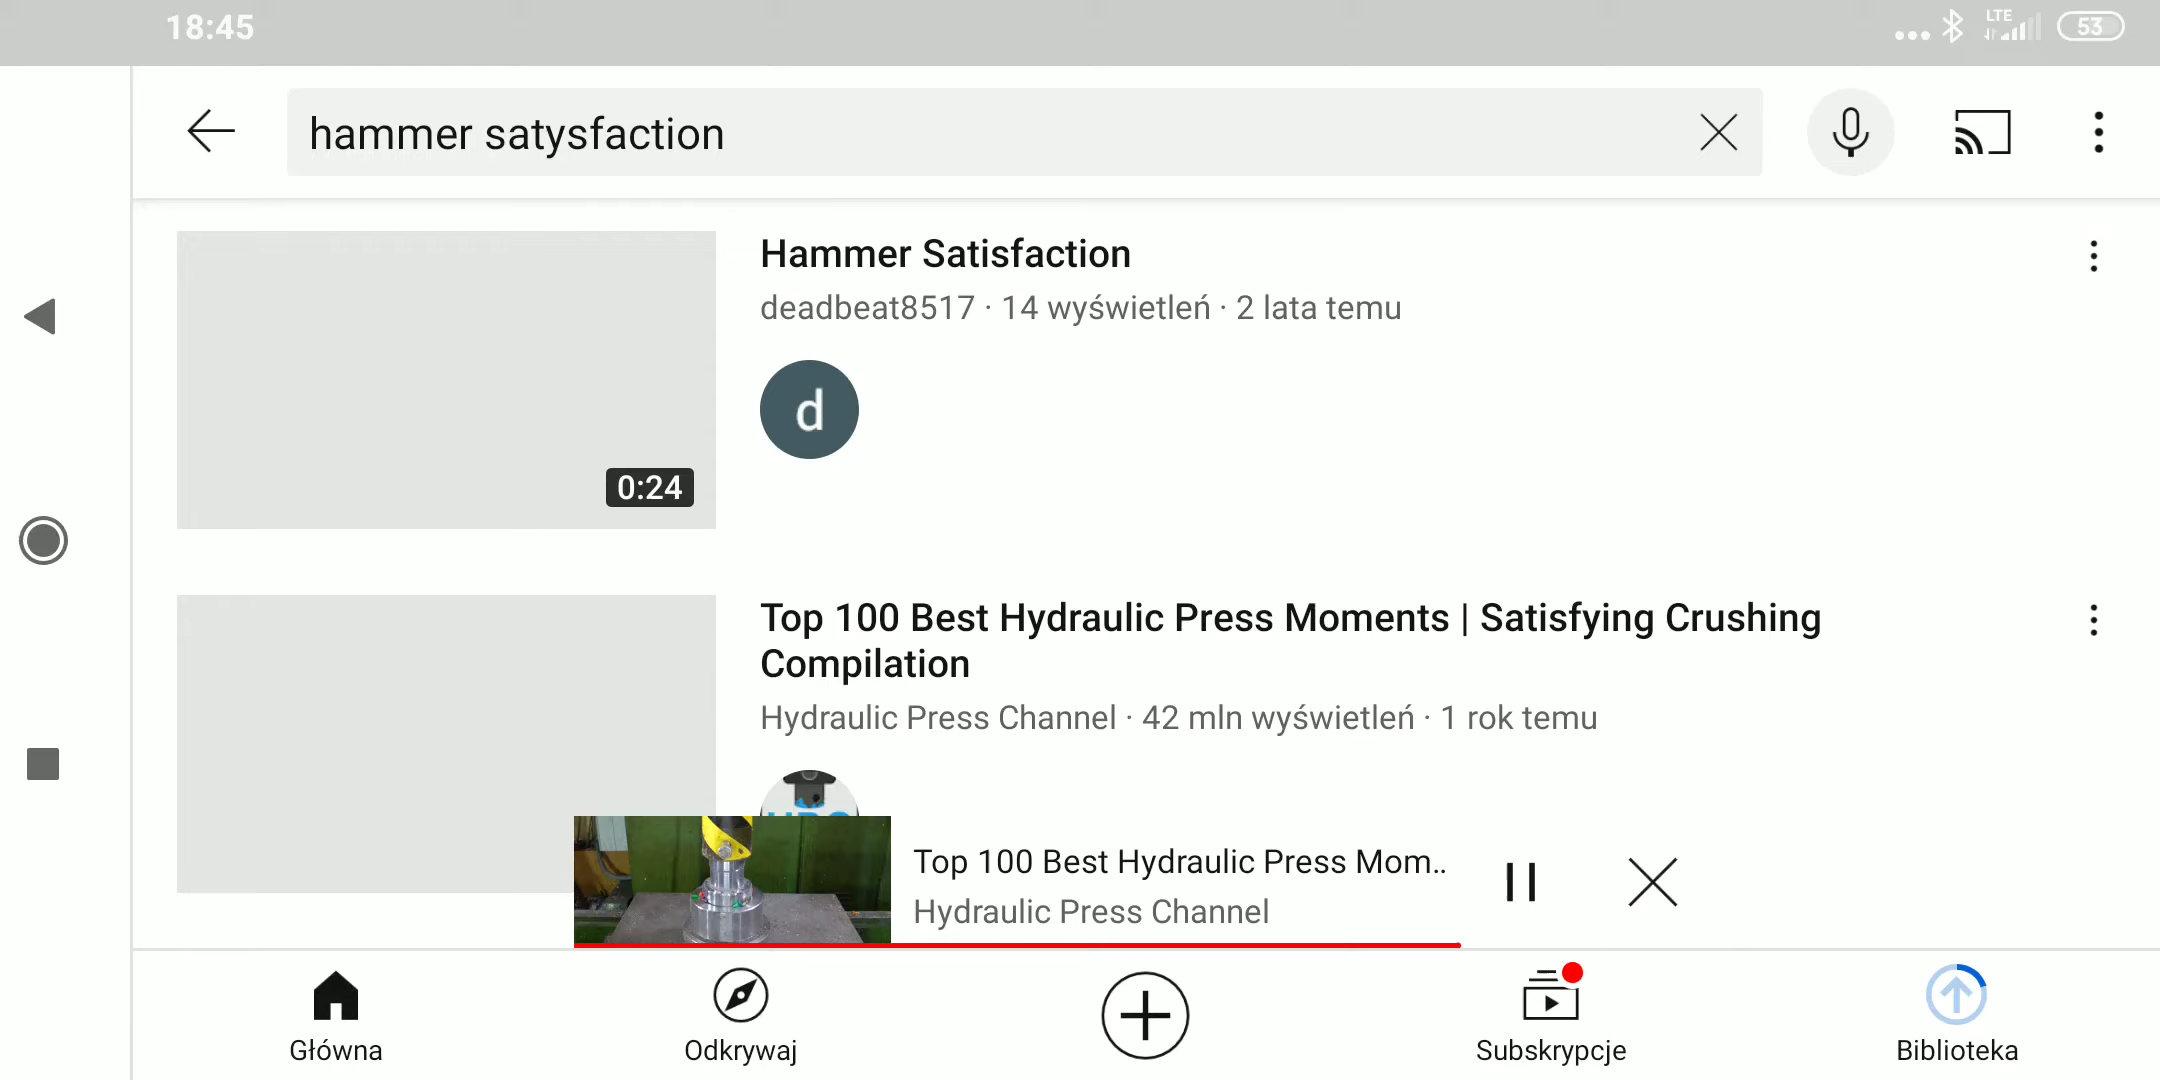 18:45
LTE
53
hammer satysfaction
Hammer Satisfaction
deadbeat8517 · 14 wyświetleń · 2 lata temu
d
0:24
Top 100 Best Hydraulic Press Moments | Satisfying Crushing
Compilation
Hydraulic Press Channel · 42 mln wyświetleń · 1 rok temu
Top 100 Best Hydraulic Press Mom..
Hydraulic Press Channel
Główna
Odkrywaj
Subskrypcje
Biblioteka